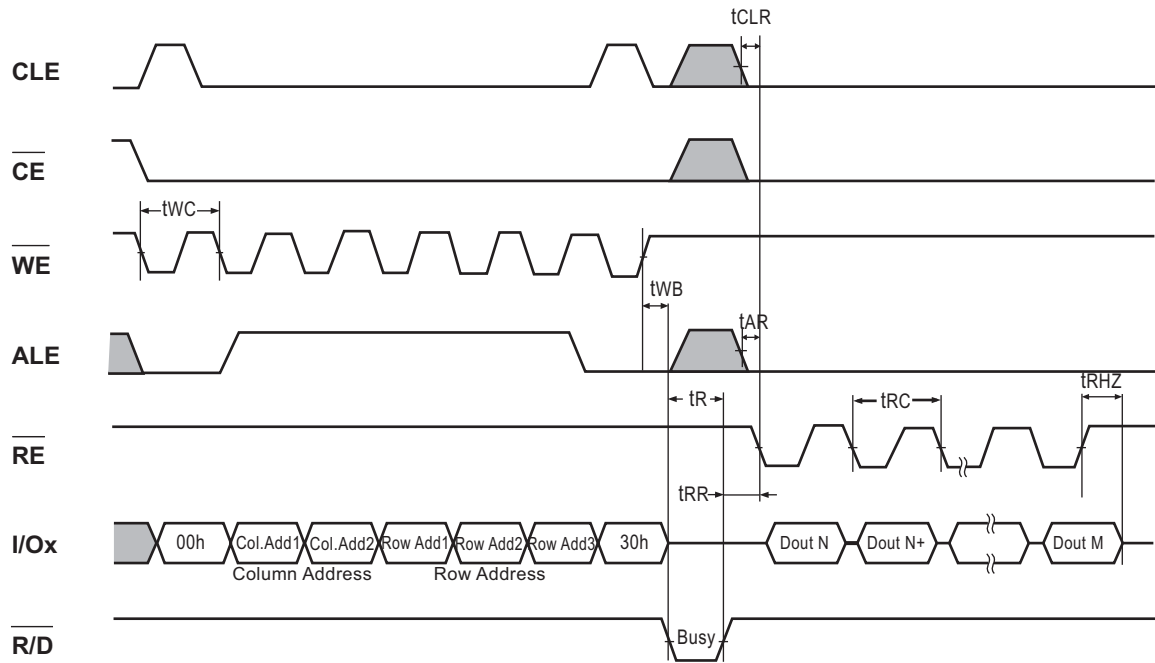 tCLR
CLE
CE
tWC
WE
tWB
tAR
ALE
tR
tRC
tRHZ
RE
tRR
I/Ox
00h Col.Add1 Col.Add2 Row Add1 Row Add2 Row Add3 30h Dout N Dout N+ Dout M
Column Address Row Address
R/D
Busy